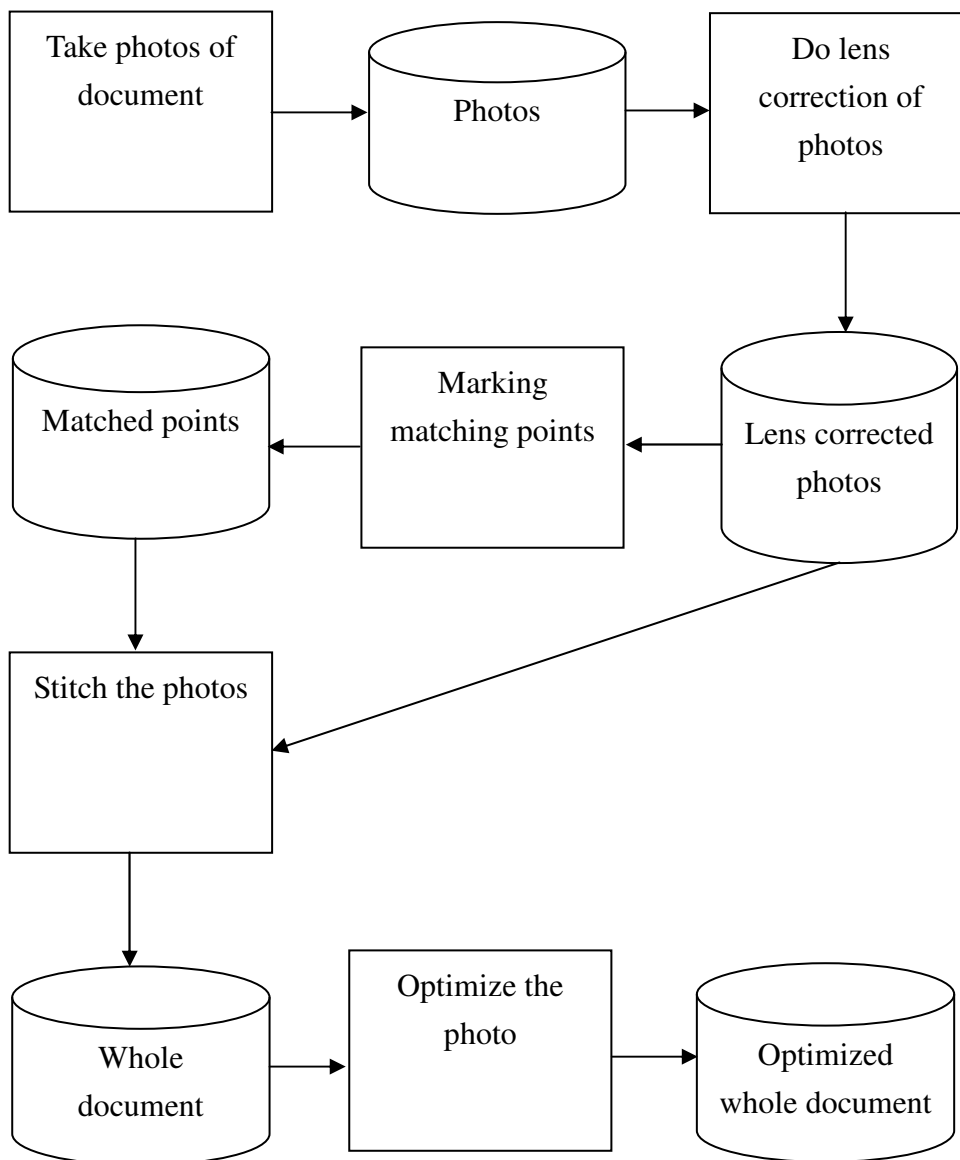 Take photos of
document
Photos
Do lens
correction of
photos
Matched points
Marking
matching points
Lens corrected
photos
Stitch the photos
Whole
document
Optimize the
photo
Optimized
whole document